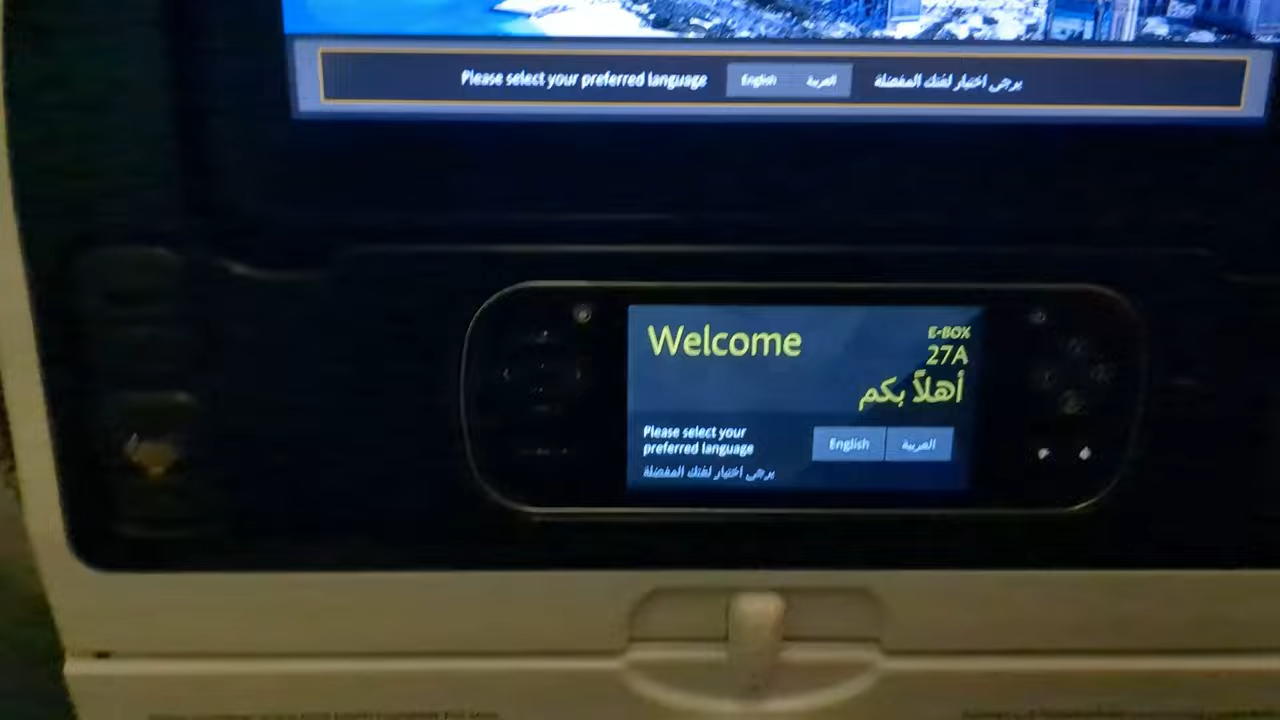 Please select your preferred language English العربية يرجى اختيار لغتك المفضلة
Welcome
E-BOX
27A
أهلاً بكم
Please select your
preferred language
English العربية
يرجى اختيار لغتك المفضلة